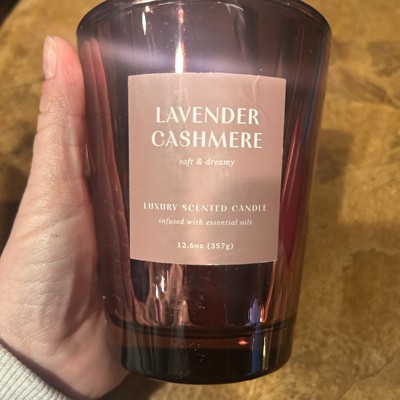 LAVENDER
CASHMERE
soft & dreamy
LUXURY SCENTED CANDLE
infused with essential oils
12.6oz (357g)